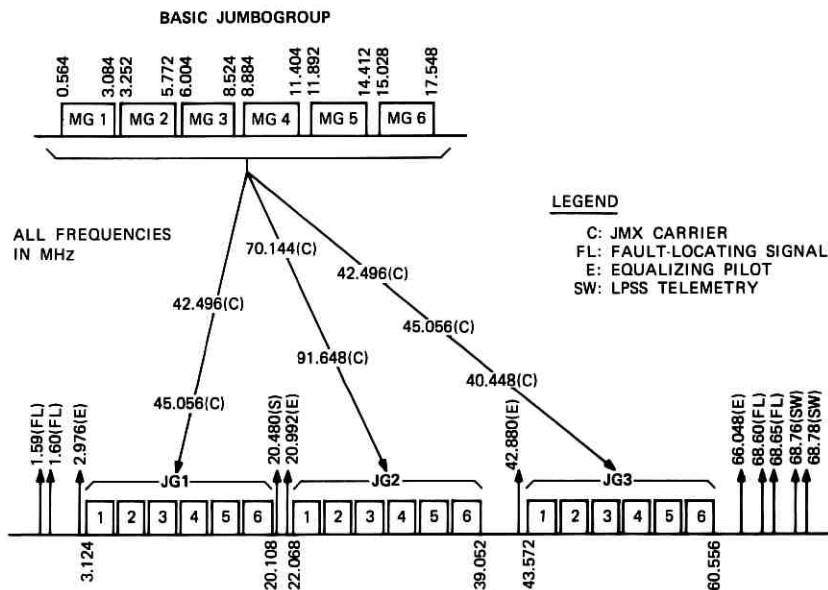 BASIC JUMBOGROUP
0.564
3.084
3.252
5.772
6.004
8.524
8.884
11.404
11.892
14.412
15.028
17.548
MG 1
MG 2
MG 3
MG 4
MG 5
MG 6
ALL FREQUENCIES
IN MHz
LEGEND
C: JMX CARRIER
FL: FAULT-LOCATING SIGNAL
E: EQUALIZING PILOT
SW: LPSS TELEMETRY
42.496(C)
70.144(C)
42.496(C)
45.056(C)
91.648(C)
45.056(C)
40.448(C)
1.59(FL)
1.60(FL)
2.976(E)
20.480(S)
20.992(E)
42.880(E)
66.048(E)
68.60(FL)
68.65(FL)
68.76(SW)
68.78(SW)
JG1
JG2
JG3
1 2 3 4 5 6
1 2 3 4 5 6
1 2 3 4 5 6
3.124
20.108
22.068
39.052
43.572
60.556